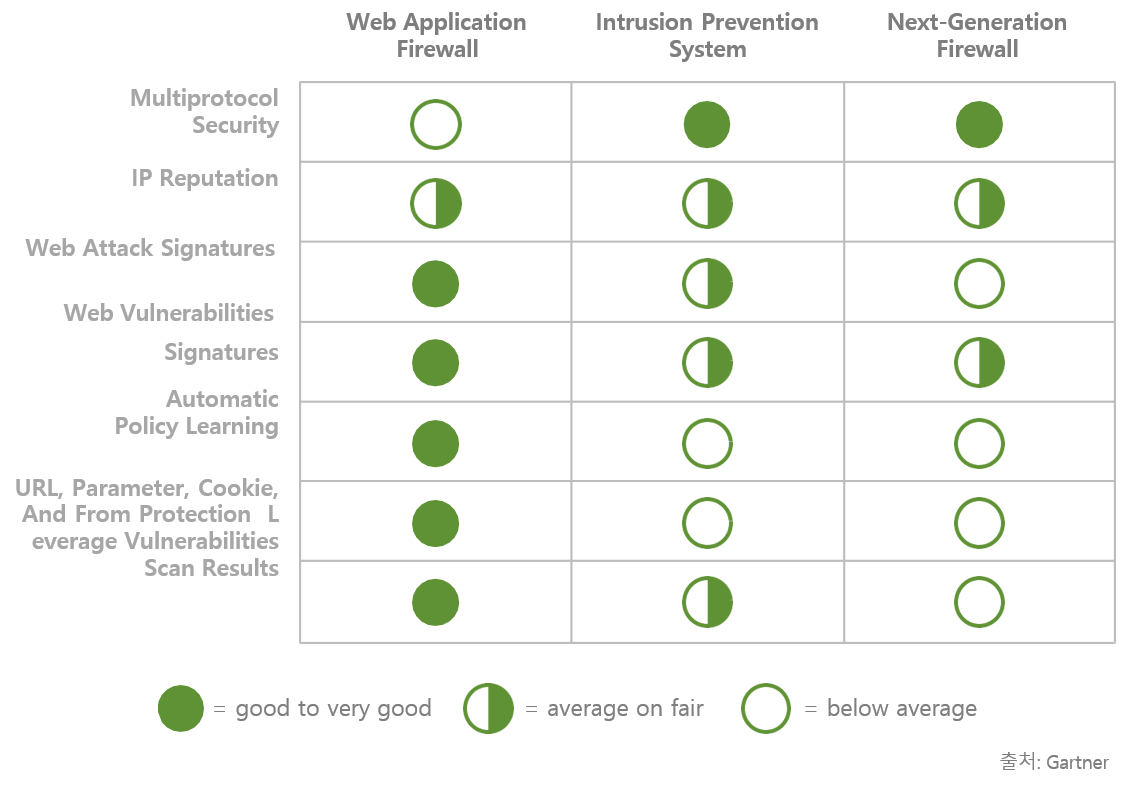 Web Application
Firewall
Intrusion Prevention
System
Next-Generation
Firewall
Multiprotocol
Security
IP Reputation
Web Attack Signatures
Web Vulnerabilities
Signatures
Automatic
Policy Learning
URL, Parameter, Cookie,
And From Protection L
everage Vulnerabilities
Scan Results
= good to very good
= average on fair
= below average
출처: Gartner